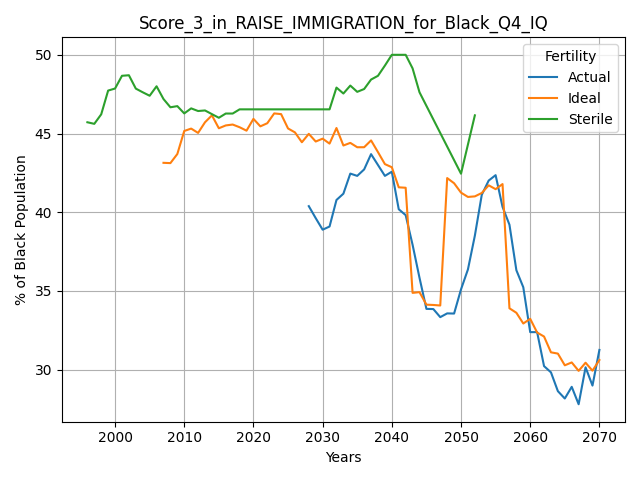 Score_3_in_RAISE_IMMIGRATION_for_Black_Q4_IQ
Fertility
Actual
Ideal
Sterile
% of Black Population
50
45
40
35
30
2000
2010
2020
2030
2040
2050
2060
2070
Years